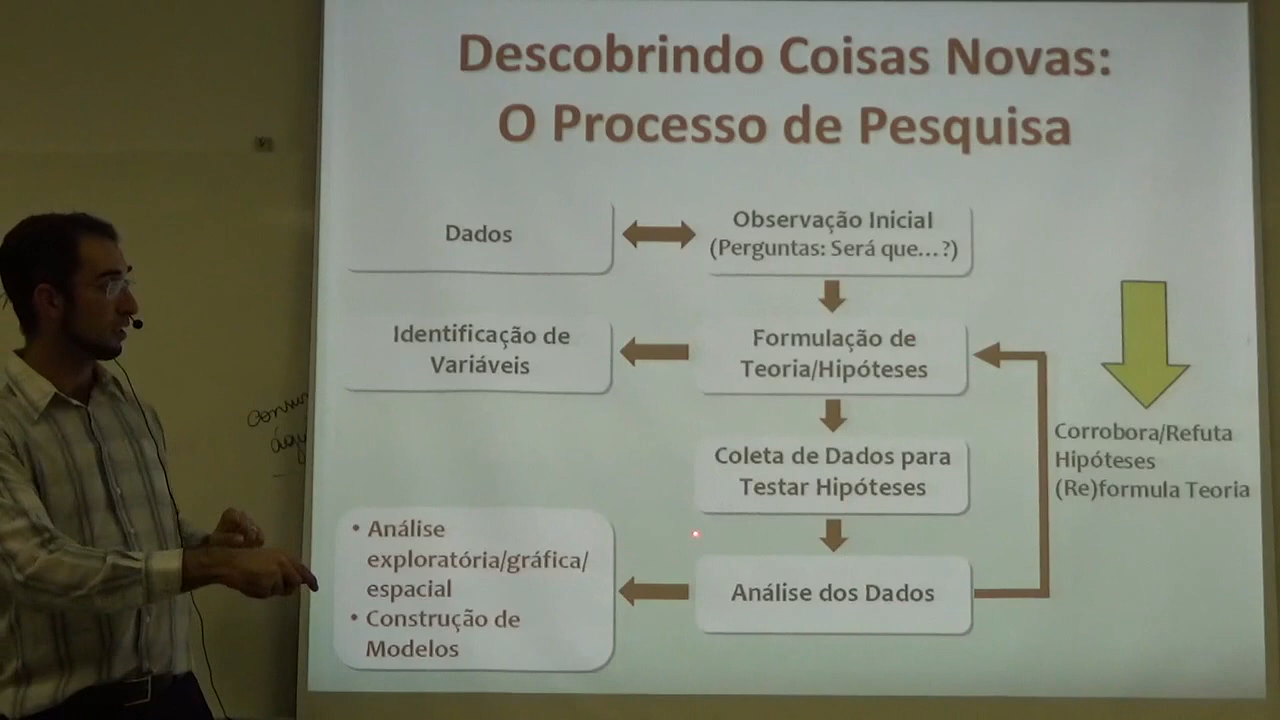 Descobrindo Coisas Novas:
O Processo de Pesquisa
Dados
Observação Inicial
(Perguntas: Será que...?)
Identificação de
Variáveis
Formulação de
Teoria/Hipóteses
Coleta de Dados para
Testar Hipóteses
Corrobora/Refuta
Hipóteses
(Re)formula Teoria
• Análise
exploratória/gráfica/
espacial
• Construção de
Modelos
Análise dos Dados